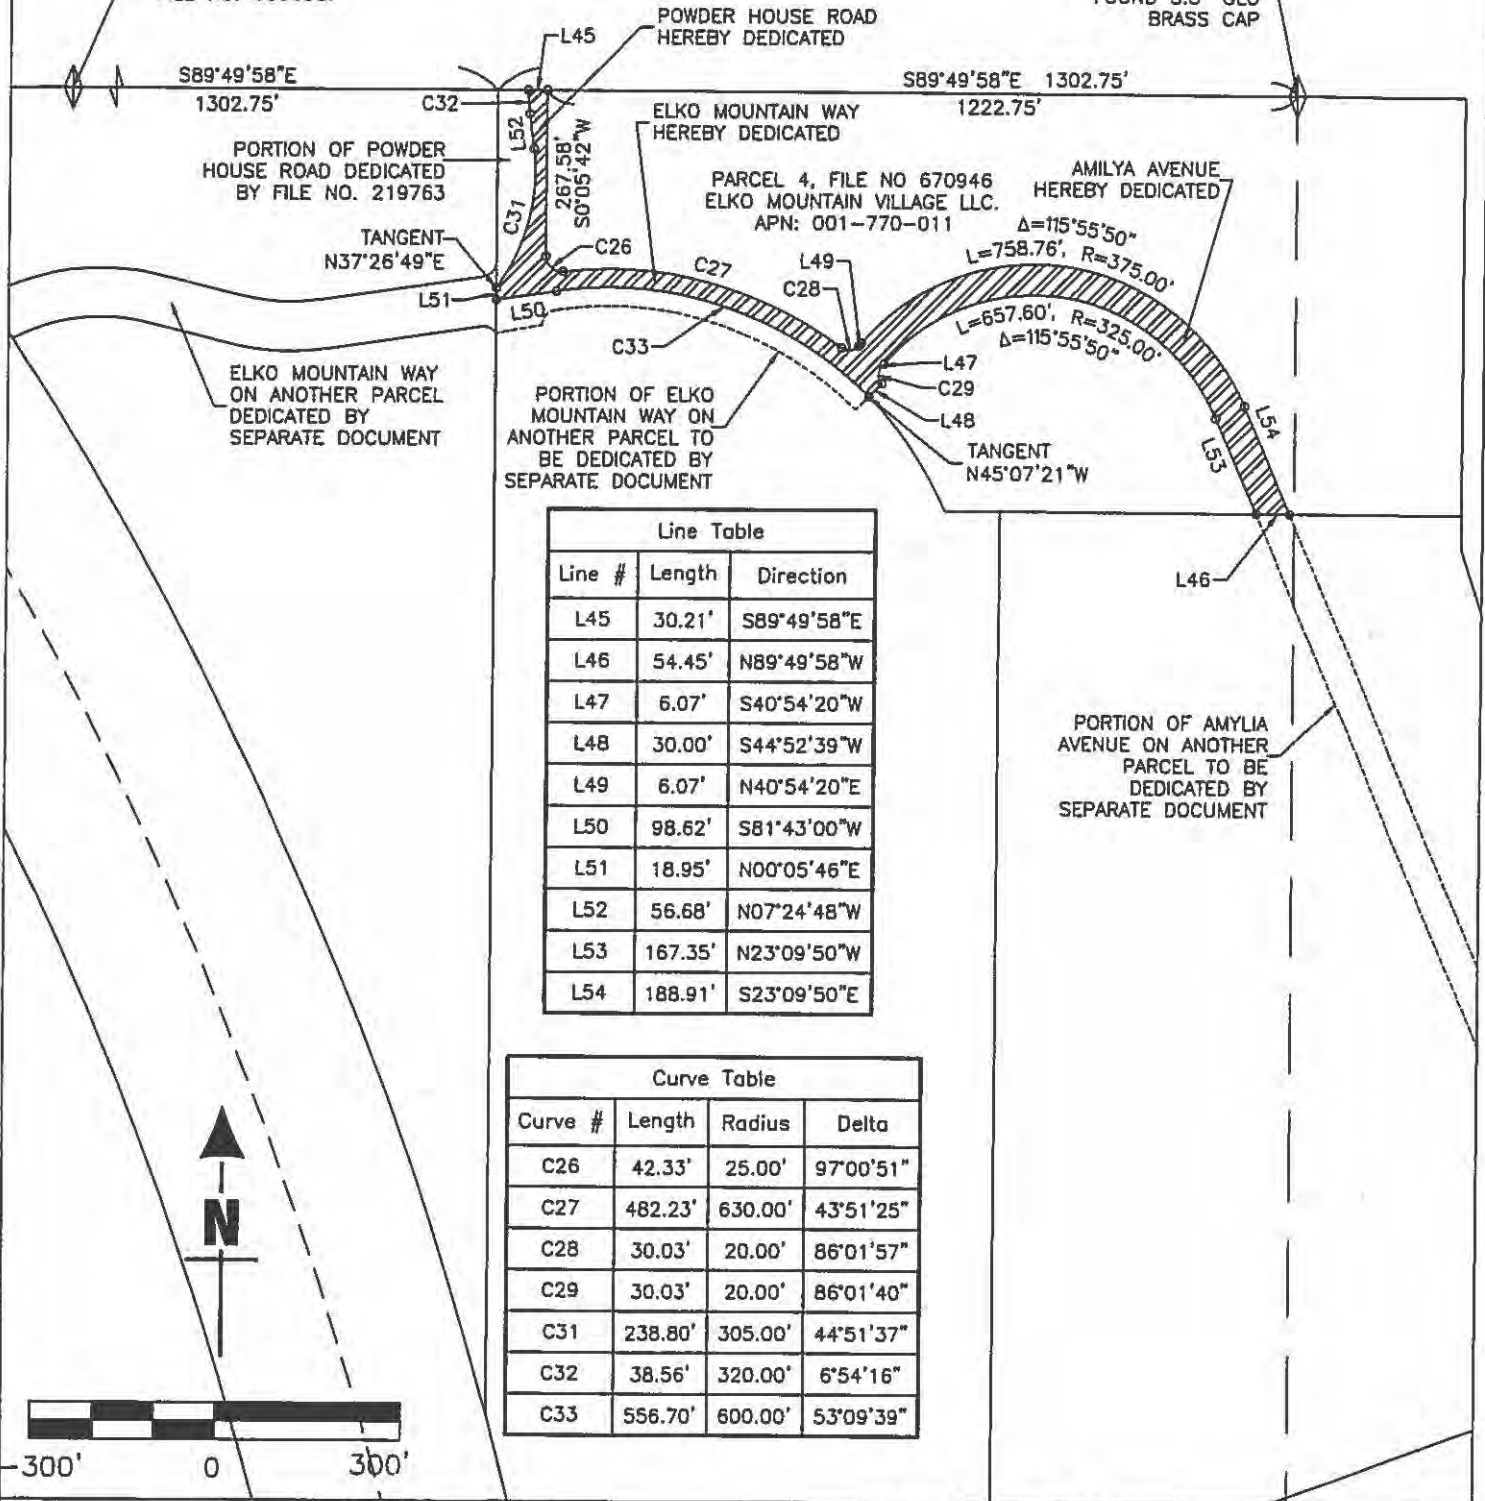 POWDER HOUSE ROAD
HEREBY DEDICATED
BRASS CAP
L45
S89°49'58"E
1302.75'
C32
S89°49'58"E 1302.75'
1222.75'
ELKO MOUNTAIN WAY
HEREBY DEDICATED
L52
267.58'
S0°05'42"W
PORTION OF POWDER
HOUSE ROAD DEDICATED
BY FILE NO. 219763
PARCEL 4, FILE NO 670946
ELKO MOUNTAIN VILLAGE LLC.
APN: 001-770-011
AMILYA AVENUE
HEREBY DEDICATED
C31
TANGENT
N37°26'49"E
C26
C27
L49
C28
Δ=115°55'50"
L=758.76', R=375.00'
L51
L50
C33
L=657.60', R=325.00'
Δ=115°55'50"
L47
C29
L48
ELKO MOUNTAIN WAY
ON ANOTHER PARCEL
DEDICATED BY
SEPARATE DOCUMENT
PORTION OF ELKO
MOUNTAIN WAY ON
ANOTHER PARCEL TO
BE DEDICATED BY
SEPARATE DOCUMENT
TANGENT
N45°07'21"W
L54
L53
L46
Line Table
Line # Length Direction
L45 30.21' S89°49'58"E
L46 54.45' N89°49'58"W
L47 6.07' S40°54'20"W
L48 30.00' S44°52'39"W
L49 6.07' N40°54'20"E
L50 98.62' S81°43'00"W
L51 18.95' N00°05'46"E
L52 56.68' N07°24'48"W
L53 167.35' N23°09'50"W
L54 188.91' S23°09'50"E
PORTION OF AMYLIA
AVENUE ON ANOTHER
PARCEL TO BE
DEDICATED BY
SEPARATE DOCUMENT
Curve Table
Curve # Length Radius Delta
C26 42.33' 25.00' 97°00'51"
C27 482.23' 630.00' 43°51'25"
C28 30.03' 20.00' 86°01'57"
C29 30.03' 20.00' 86°01'40"
C31 238.80' 305.00' 44°51'37"
C32 38.56' 320.00' 6°54'16"
C33 556.70' 600.00' 53°09'39"
N
-300' 0 300'